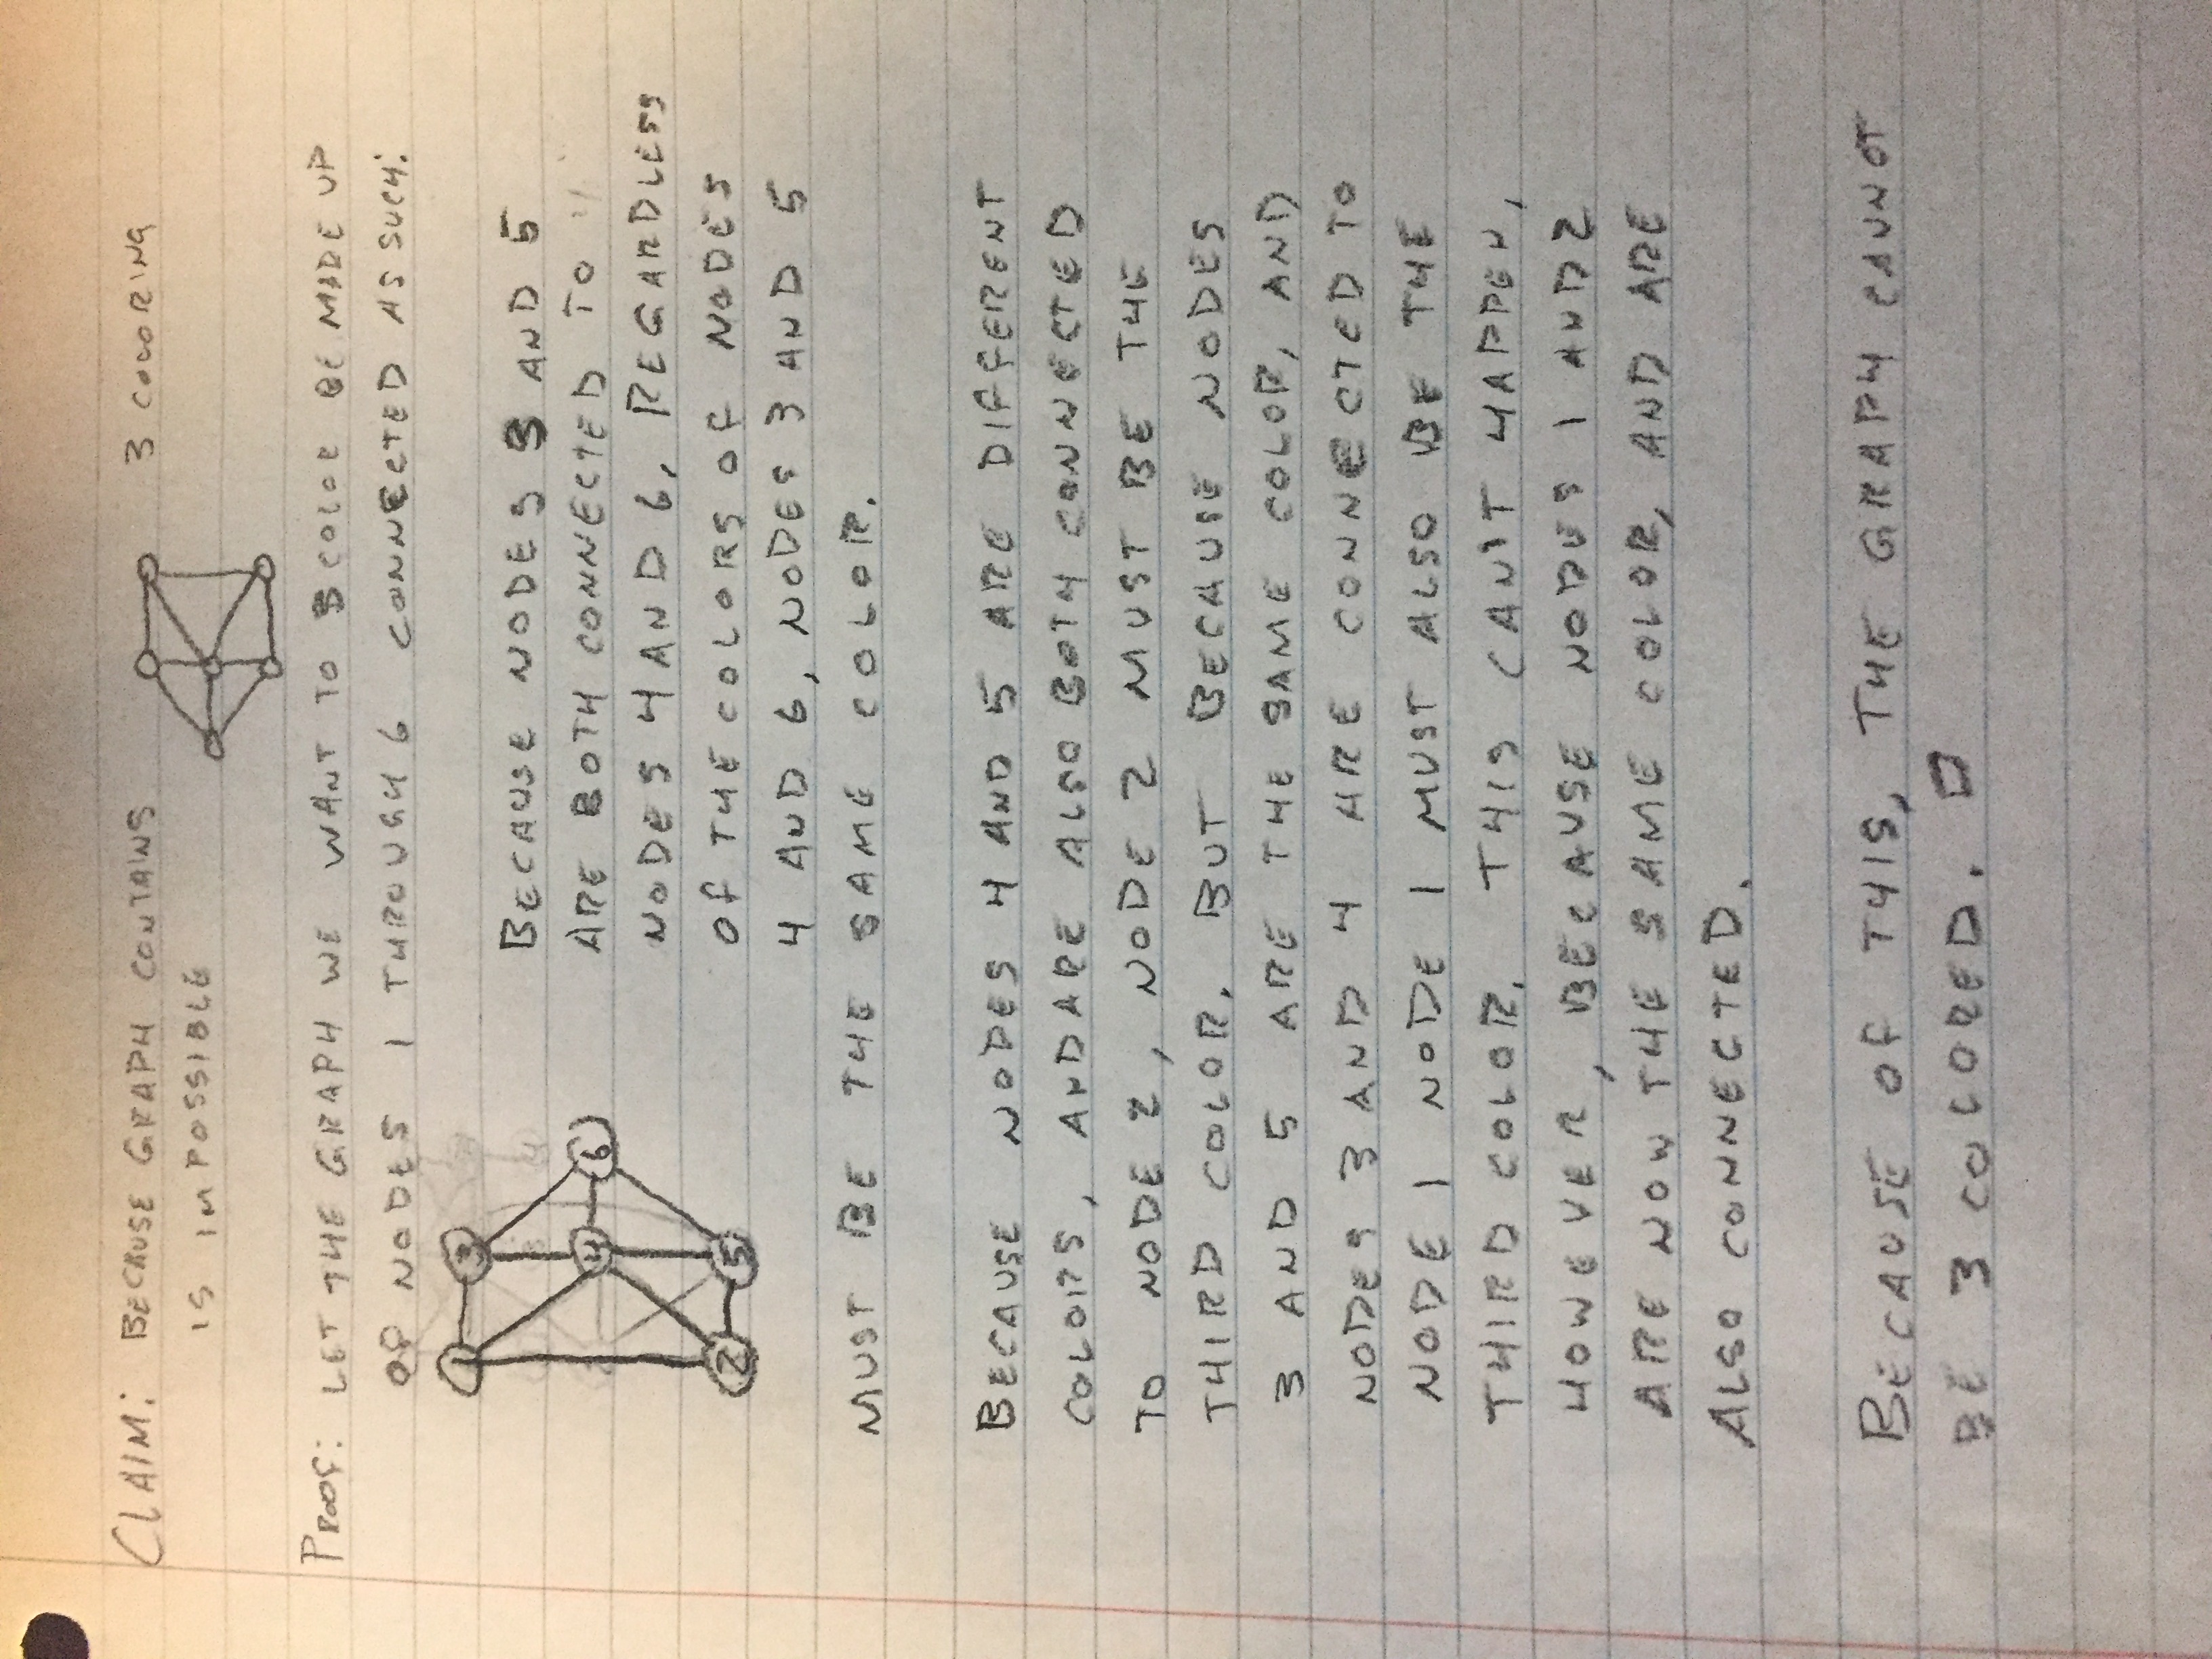 CLAIM: BECAUSE GRAPH CONTAINS 3 COLORING
IS IMPOSSIBLE
PROOF: LET THE GRAPH WE WANT TO 3 COLOR BE MADE UP
OF NODES 1 THROUGH 6 CONNECTED AS SUCH:
1 3
4 6
2 5
BECAUSE NODES 3 AND 5
ARE BOTH CONNECTED TO
NODES 4 AND 6, REGARDLESS
OF THE COLORS OF NODES
4 AND 6, NODES 3 AND 5
MUST BE THE SAME COLOR.
BECAUSE NODES 4 AND 5 ARE DIFFERENT
COLORS, AND ARE ALSO BOTH CONNECTED
TO NODE 2, NODE 2 MUST BE THE
THIRD COLOR. BUT BECAUSE NODES
3 AND 5 ARE THE SAME COLOR, AND
NODES 3 AND 4 ARE CONNECTED TO
NODE 1 NODE 1 MUST ALSO BE THE
THIRD COLOR. THIS CAN'T HAPPEN,
HOWEVER, BECAUSE NODES 1 AND 2
ARE NOW THE SAME COLOR, AND ARE
ALSO CONNECTED.
BECAUSE OF THIS, THE GRAPH CANNOT
BE 3 COLORED. □